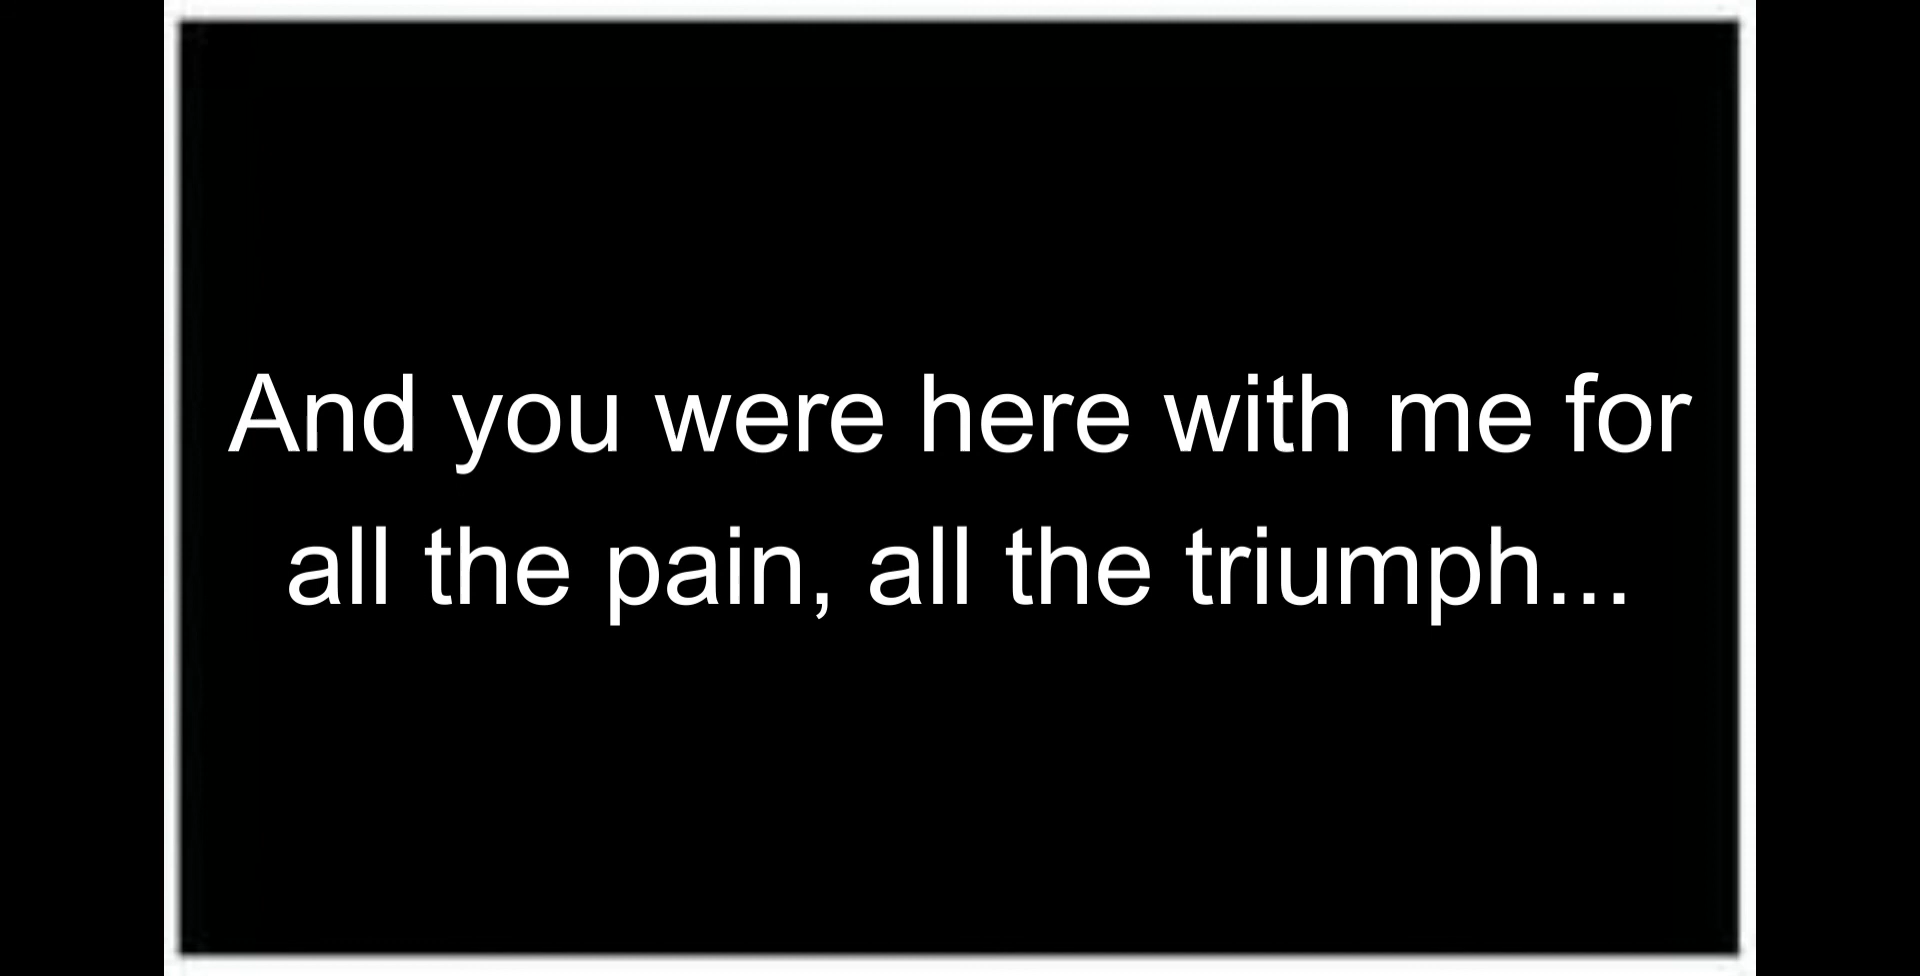 And you were here with me for
all the pain, all the triumph...